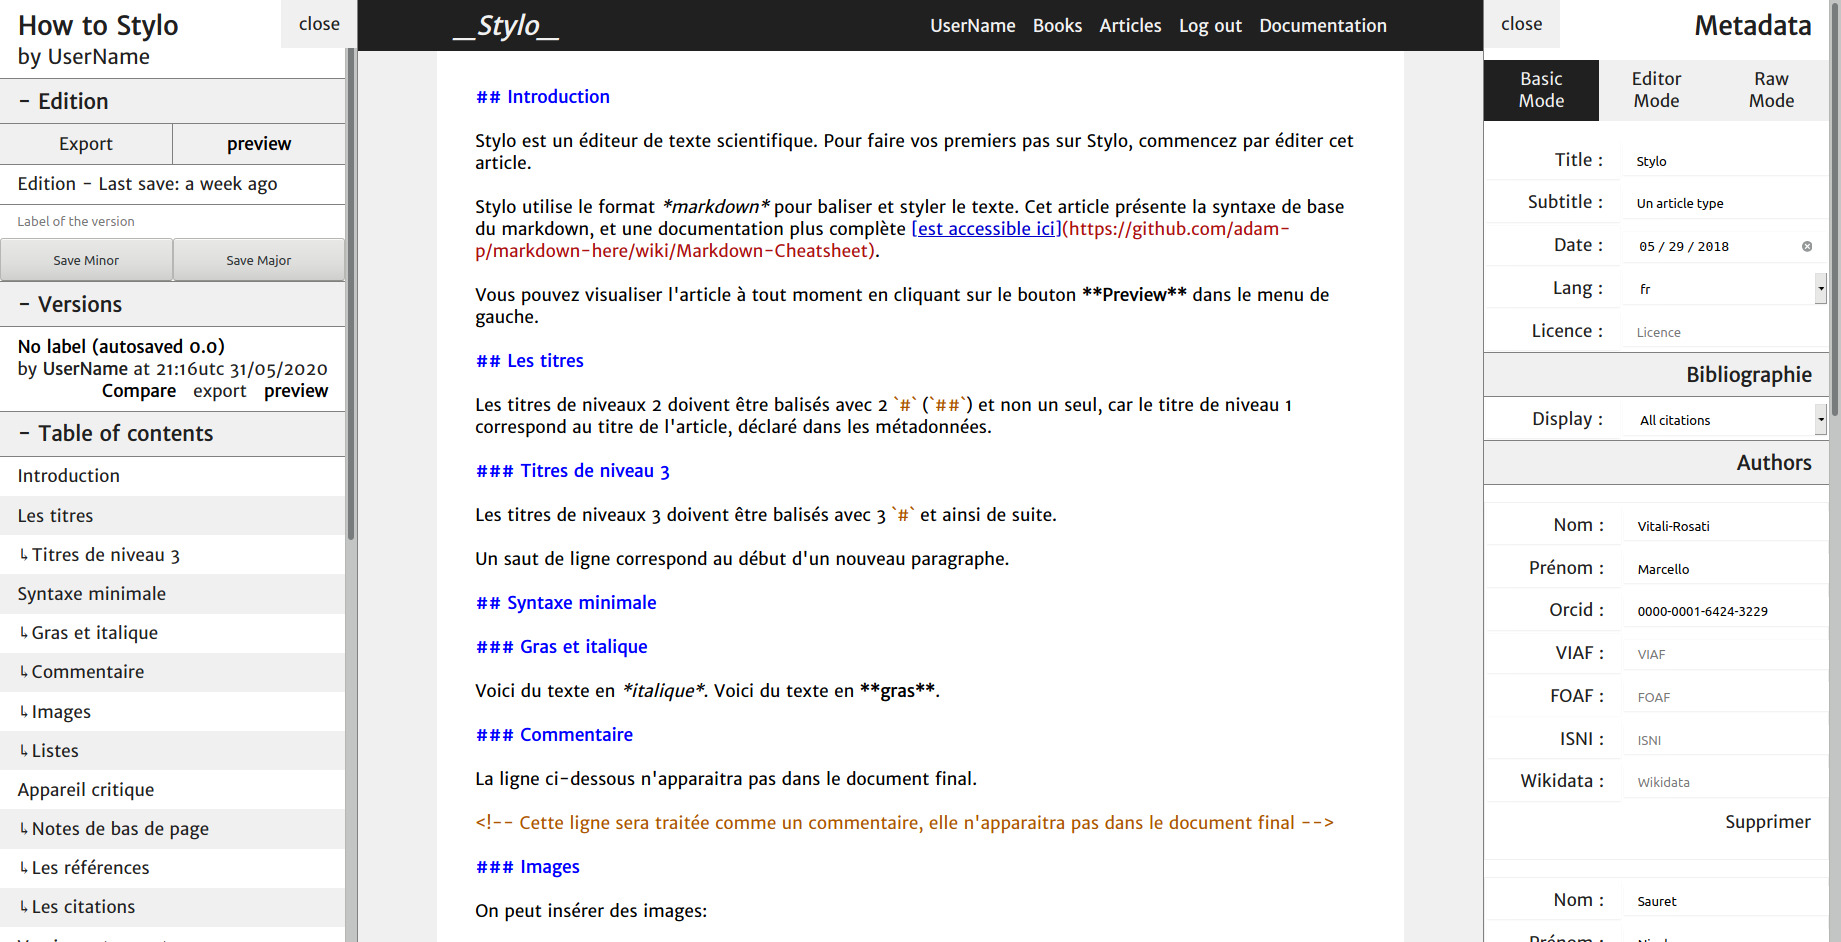 How to Stylo
close
by UserName
- Edition
Export
preview
Edition - Last save: a week ago
Label of the version
Save Minor
Save Major
- Versions
No label (autosaved 0.0)
by UserName at 21:16utc 31/05/2020
Compare export preview
- Table of contents
Introduction
Les titres
↳Titres de niveau 3
Syntaxe minimale
↳Gras et italique
↳Commentaire
↳Images
↳Listes
Appareil critique
↳Notes de bas de page
↳Les références
↳Les citations
__Stylo__
UserName Books Articles Log out Documentation
## Introduction
Stylo est un éditeur de texte scientifique. Pour faire vos premiers pas sur Stylo, commencez par éditer cet
article.
Stylo utilise le format *markdown* pour baliser et styler le texte. Cet article présente la syntaxe de base
du markdown, et une documentation plus complète [est accessible ici](https://github.com/adam-
p/markdown-here/wiki/Markdown-Cheatsheet).
Vous pouvez visualiser l'article à tout moment en cliquant sur le bouton **Preview** dans le menu de
gauche.
## Les titres
Les titres de niveaux 2 doivent être balisés avec 2 `#` (`##`) et non un seul, car le titre de niveau 1
correspond au titre de l'article, déclaré dans les métadonnées.
### Titres de niveau 3
Les titres de niveaux 3 doivent être balisés avec 3 `#` et ainsi de suite.
Un saut de ligne correspond au début d'un nouveau paragraphe.
## Syntaxe minimale
### Gras et italique
Voici du texte en *italique*. Voici du texte en **gras**.
### Commentaire
La ligne ci-dessous n'apparaitra pas dans le document final.
<!-- Cette ligne sera traitée comme un commentaire, elle n'apparaitra pas dans le document final -->
### Images
On peut insérer des images:
close
Metadata
Basic Mode
Editor Mode
Raw Mode
Title : Stylo
Subtitle : Un article type
Date : 05 / 29 / 2018
Lang : fr
Licence : Licence
Bibliographie
Display : All citations
Authors
Nom : Vitali-Rosati
Prénom : Marcello
Orcid : 0000-0001-6424-3229
VIAF : VIAF
FOAF : FOAF
ISNI : ISNI
Wikidata : Wikidata
Supprimer
Nom : Sauret
Prénom :